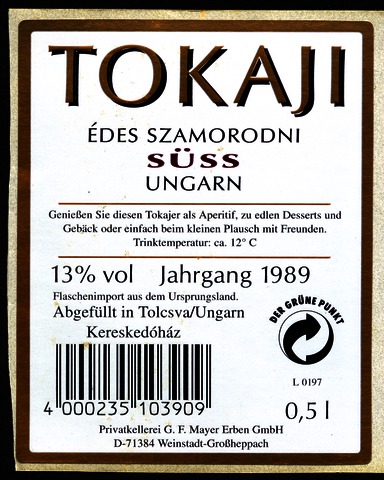 TOKAJI
ÉDES SZAMORODNI
SÜSS
UNGARN
Genießen Sie diesen Tokajer als Aperitif, zu edlen Desserts und
Gebäck oder einfach beim kleinen Plausch mit Freunden.
Trinktemperatur: ca. 12° C
13% vol Jahrgang 1989
Flaschenimport aus dem Ursprungsland.
Abgefüllt in Tolcsva/Ungarn
Kereskedóház
DER GRÜNE PUNKT
L 0197
4 000235 103909
0,5 l
Privatkellerei G. F. Mayer Erben GmbH
D-71384 Weinstadt-Großheppach